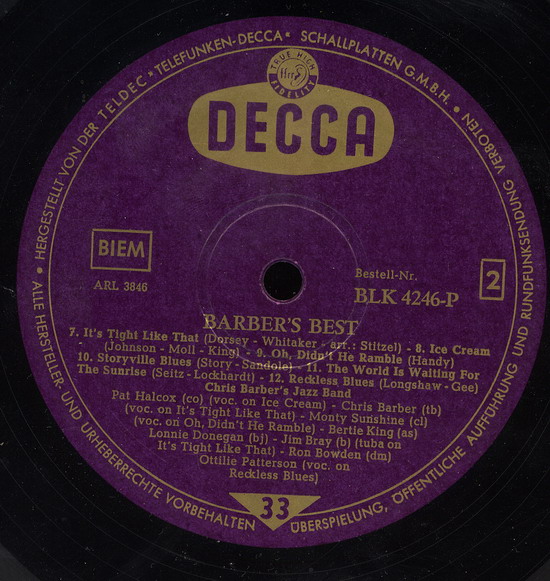 • HERGESTELLT VON DER TELDEC • TELEFUNKEN-DECCA • SCHALLPLATTEN G.M.B.H. •
TRUE HIGH
ffrr
FIDELITY
DECCA
BIEM
ARL 3846
Bestell-Nr.
BLK 4246-P
2
BARBER'S BEST
7. It's Tight Like That (Dorsey - Whitaker - arr.: Stitzel) - 8. Ice Cream
(Johnson - Moll - King) - 9. Oh, Didn't He Ramble (Handy)
10. Storyville Blues (Story - Sandole) - 11. The World Is Waiting For
The Sunrise (Seitz - Lockhardt) - 12. Reckless Blues (Longshaw - Gee)
Chris Barber's Jazz Band
Pat Halcox (co) (voc. on Ice Cream) - Chris Barber (tb)
(voc. on It's Tight Like That) - Monty Sunshine (cl)
(voc. on Oh, Didn't He Ramble) - Bertie King (as)
Lonnie Donegan (bj) - Jim Bray (b) (tuba on
It's Tight Like That) - Ron Bowden (dm)
Ottilie Patterson (voc. on
Reckless Blues)
33
• ALLE HERSTELLER- UND URHEBERRECHTE VORBEHALTEN
ÜBERSPIELUNG, ÖFFENTLICHE AUFFÜHRUNG UND RUNDFUNKSENDUNG VERBOTEN